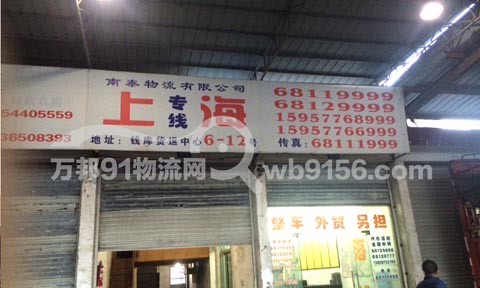 南泰物流有限公司
上海
专线
地址：钱库货运中心6-12号
68119999
68129999
15957768999
15957766999
传真：68111999
54405559
36508393
万邦91物流网
wb9156.com
整车 外贸 另担